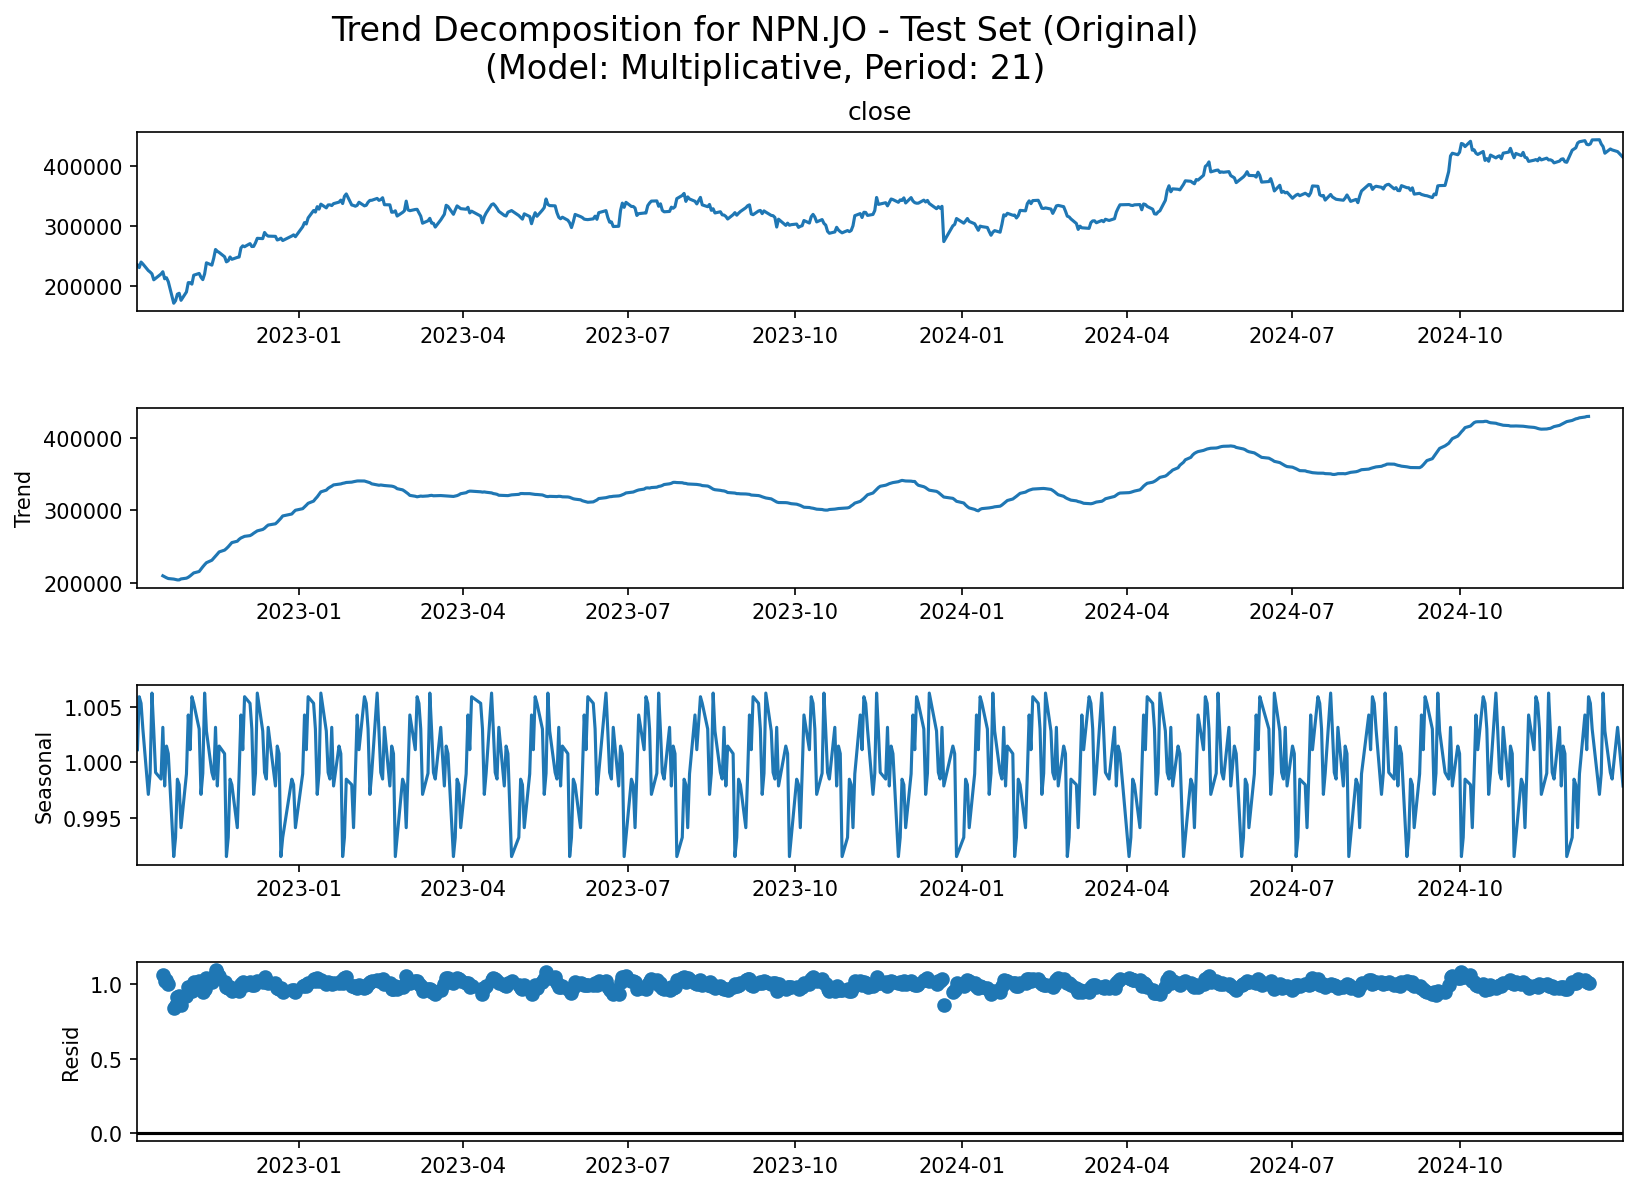 Trend Decomposition for NPN.JO - Test Set (Original)
(Model: Multiplicative, Period: 21)
close
400000
300000
200000
2023-01 2023-04 2023-07 2023-10 2024-01 2024-04 2024-07 2024-10
Trend
400000
300000
200000
2023-01 2023-04 2023-07 2023-10 2024-01 2024-04 2024-07 2024-10
Seasonal
1.005
1.000
0.995
2023-01 2023-04 2023-07 2023-10 2024-01 2024-04 2024-07 2024-10
Resid
1.0
0.5
0.0
2023-01 2023-04 2023-07 2023-10 2024-01 2024-04 2024-07 2024-10